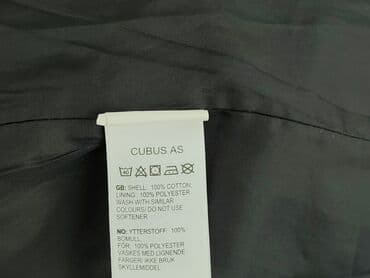 CUBUS AS
GB: SHELL: 100% COTTON;
LINING: 100% POLYESTER
WASH WITH SIMILAR
COLOURS/ DO NOT USE
SOFTENER
NO: YTTERSTOFF: 100%
BOMULL;
FÔR: 100% POLYESTER
VASKES MED LIGNENDE
FARGER/ IKKE BRUK
SKYLLEMIDDEL